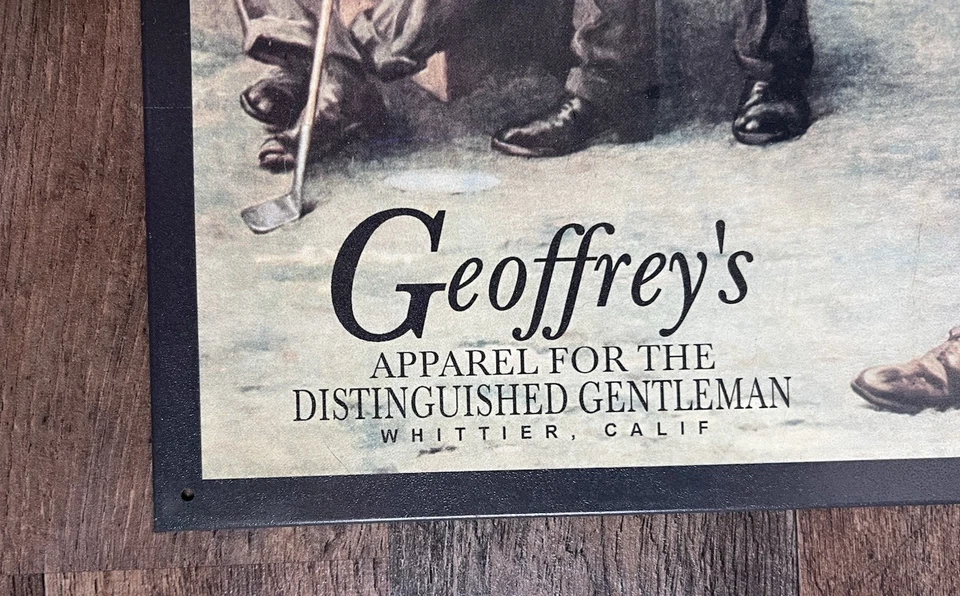 Geoffrey's
APPAREL FOR THE
DISTINGUISHED GENTLEMAN
WHITTIER, CALIF